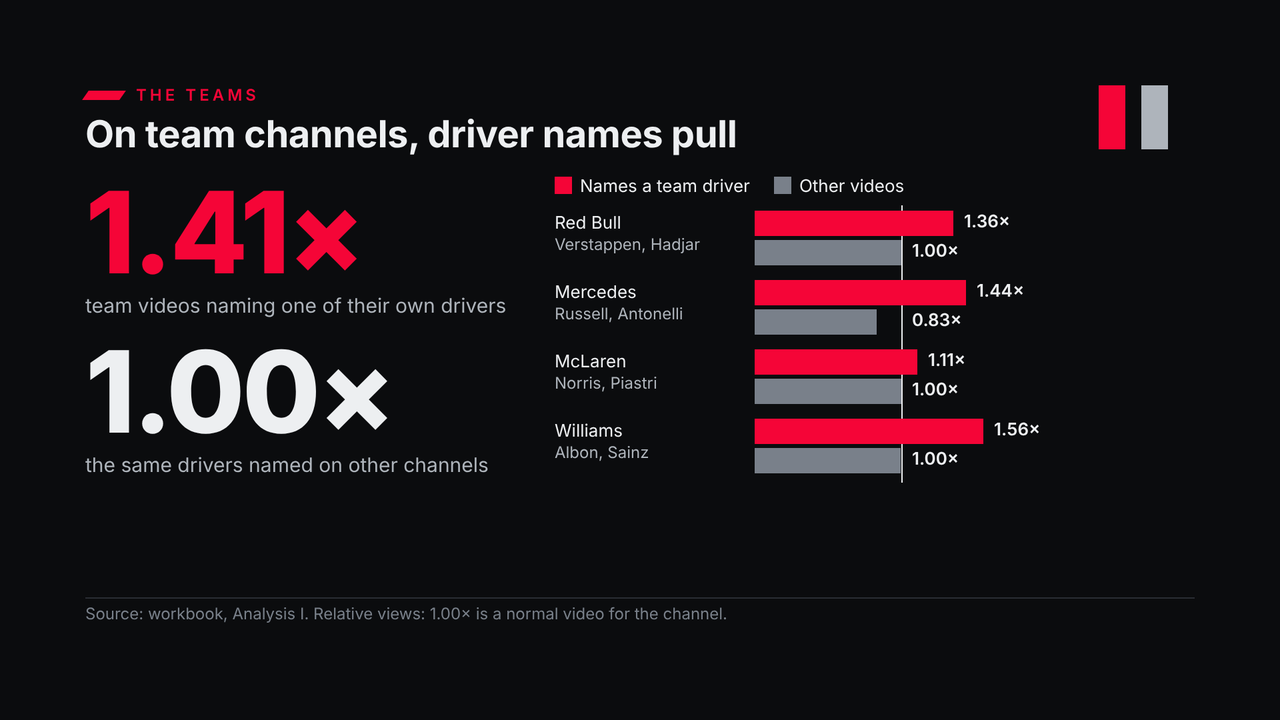 THE TEAMS
On team channels, driver names pull
1.41×
team videos naming one of their own drivers
1.00×
the same drivers named on other channels
Names a team driver
Other videos
Red Bull
Verstappen, Hadjar
1.36×
1.00×
Mercedes
Russell, Antonelli
1.44×
0.83×
McLaren
Norris, Piastri
1.11×
1.00×
Williams
Albon, Sainz
1.56×
1.00×
Source: workbook, Analysis I. Relative views: 1.00× is a normal video for the channel.